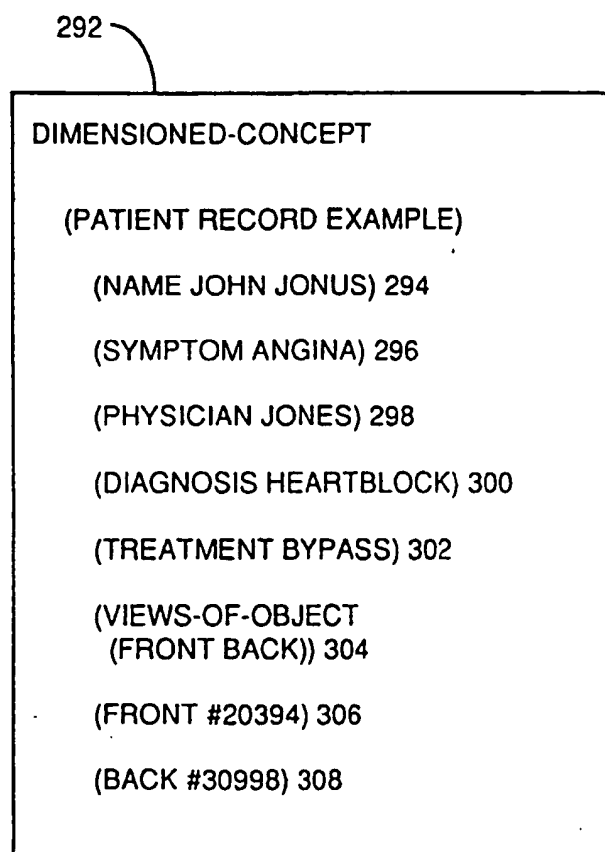 292
DIMENSIONED-CONCEPT
(PATIENT RECORD EXAMPLE)
(NAME JOHN JONUS) 294
(SYMPTOM ANGINA) 296
(PHYSICIAN JONES) 298
(DIAGNOSIS HEARTBLOCK) 300
(TREATMENT BYPASS) 302
(VIEWS-OF-OBJECT
(FRONT BACK)) 304
(FRONT #20394) 306
(BACK #30998) 308